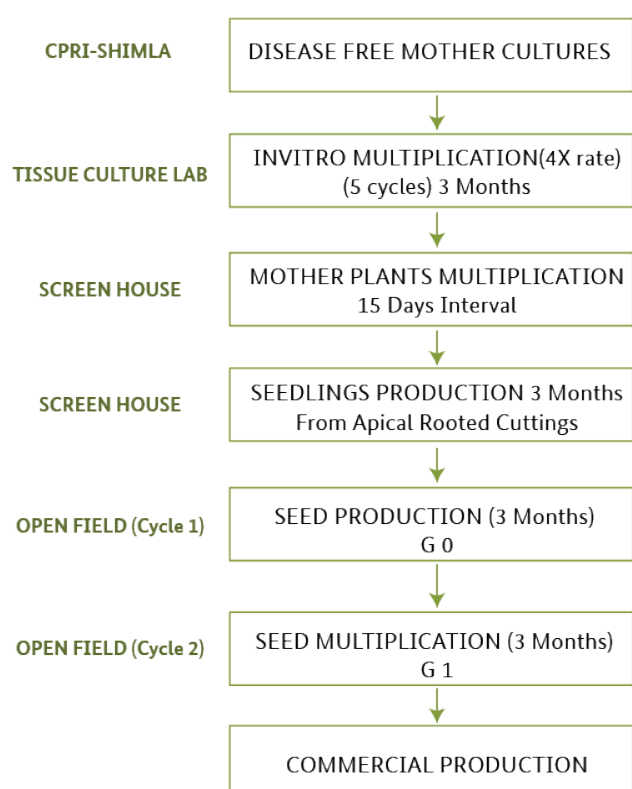 CPRI-SHIMLA
DISEASE FREE MOTHER CULTURES
TISSUE CULTURE LAB
INVITRO MULTIPLICATION(4X rate)
(5 cycles) 3 Months
SCREEN HOUSE
MOTHER PLANTS MULTIPLICATION
15 Days Interval
SCREEN HOUSE
SEEDLINGS PRODUCTION 3 Months
From Apical Rooted Cuttings
OPEN FIELD (Cycle 1)
SEED PRODUCTION (3 Months)
G 0
OPEN FIELD (Cycle 2)
SEED MULTIPLICATION (3 Months)
G 1
COMMERCIAL PRODUCTION